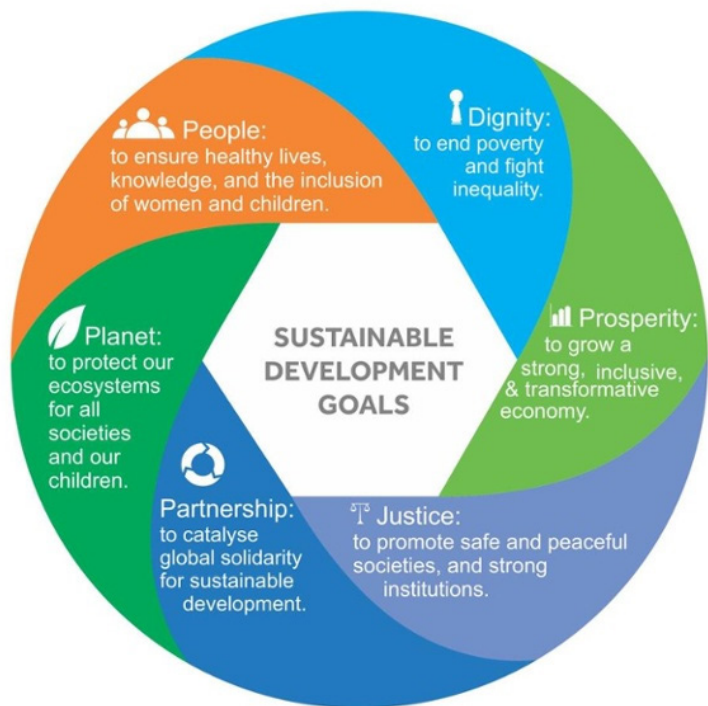 SUSTAINABLE
DEVELOPMENT
GOALS
Dignity:
to end poverty
and fight
inequality.
Prosperity:
to grow a
strong, inclusive,
& transformative
economy.
Justice:
to promote safe and peaceful
societies, and strong
institutions.
Partnership:
to catalyse
global solidarity
for sustainable
development.
Planet:
to protect our
ecosystems
for all
societies
and our
children.
People:
to ensure healthy lives,
knowledge, and the inclusion
of women and children.